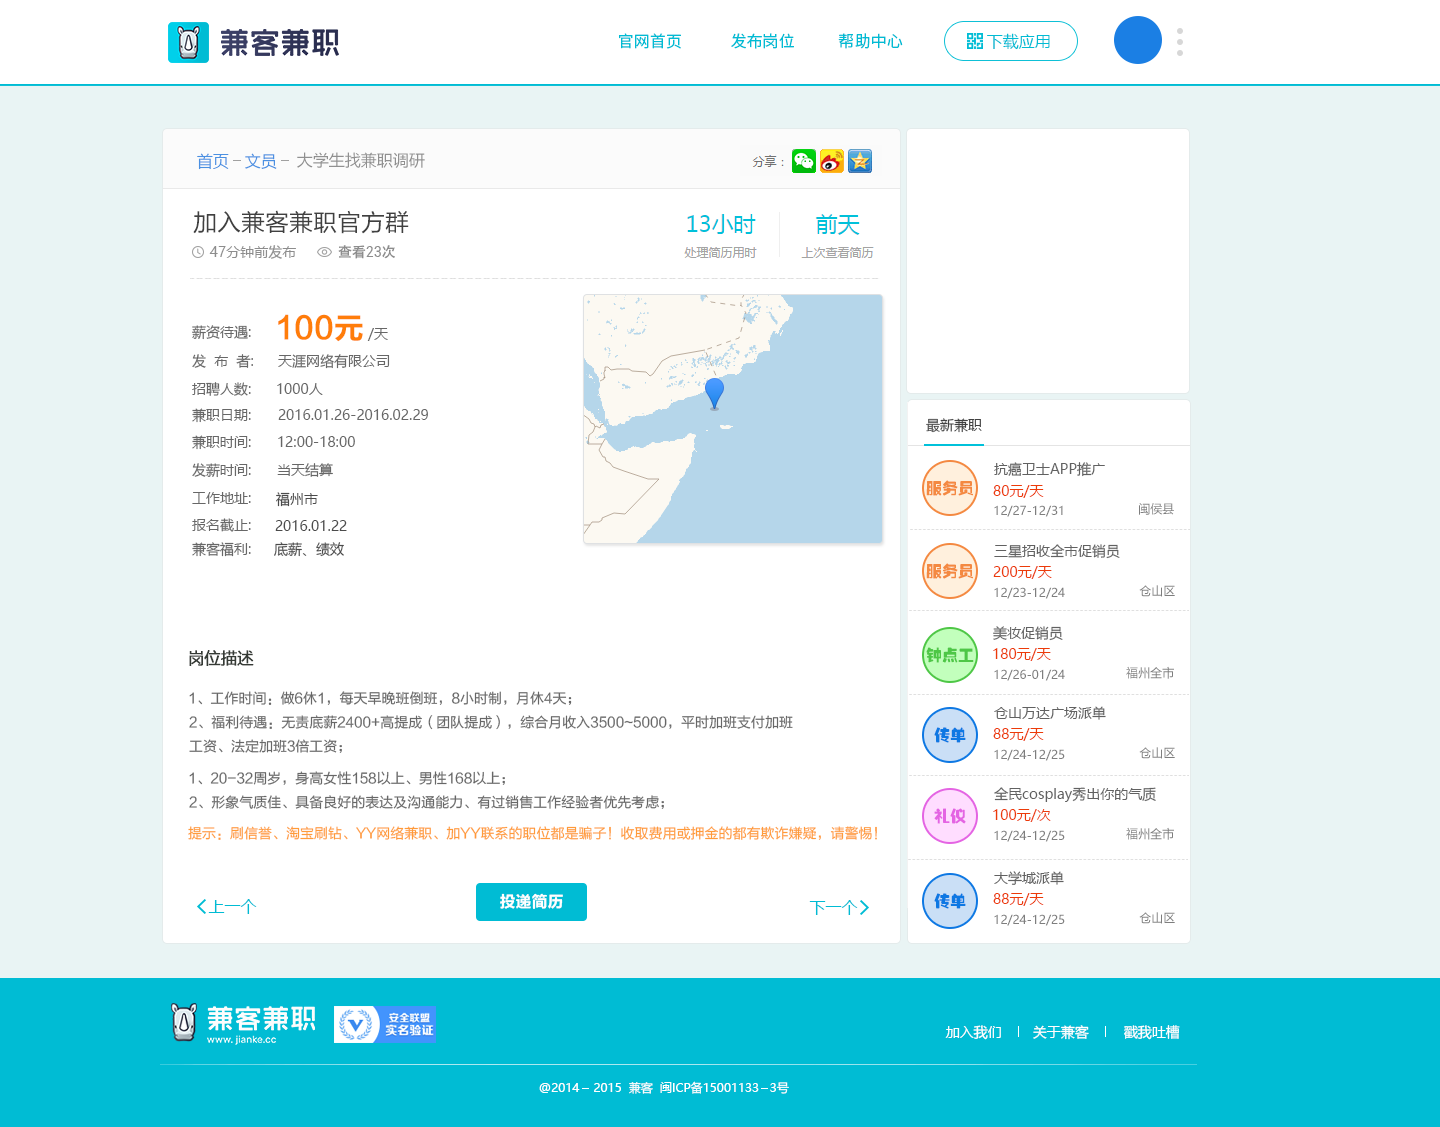 兼客兼职
官网首页
发布岗位
帮助中心
下载应用
首页 – 文员 – 大学生找兼职调研
分享：
加入兼客兼职官方群
47分钟前发布
查看23次
13小时
处理简历用时
前天
上次查看简历
薪资待遇: 100元 /天
发 布 者: 天涯网络有限公司
招聘人数: 1000人
兼职日期: 2016.01.26-2016.02.29
兼职时间: 12:00-18:00
发薪时间: 当天结算
工作地址: 福州市
报名截止: 2016.01.22
兼客福利: 底薪、绩效
岗位描述
1、工作时间：做6休1，每天早晚班倒班，8小时制，月休4天；
2、福利待遇：无责底薪2400+高提成（团队提成），综合月收入3500~5000，平时加班支付加班
工资、法定加班3倍工资；
1、20-32周岁，身高女性158以上、男性168以上；
2、形象气质佳、具备良好的表达及沟通能力、有过销售工作经验者优先考虑；
提示：刷信誉、淘宝刷钻、YY网络兼职、加YY联系的职位都是骗子！收取费用或押金的都有欺诈嫌疑，请警惕！
上一个
投递简历
下一个
最新兼职
服务员
抗癌卫士APP推广
80元/天
12/27-12/31
闽侯县
服务员
三星招收全市促销员
200元/天
12/23-12/24
仓山区
钟点工
美妆促销员
180元/天
12/26-01/24
福州全市
传单
仓山万达广场派单
88元/天
12/24-12/25
仓山区
礼仪
全民cosplay秀出你的气质
100元/次
12/24-12/25
福州全市
传单
大学城派单
88元/天
12/24-12/25
仓山区
兼客兼职
www.jianke.cc
安全联盟
实名验证
加入我们
关于兼客
戳我吐槽
@2014 – 2015 兼客 闽ICP备15001133 – 3号